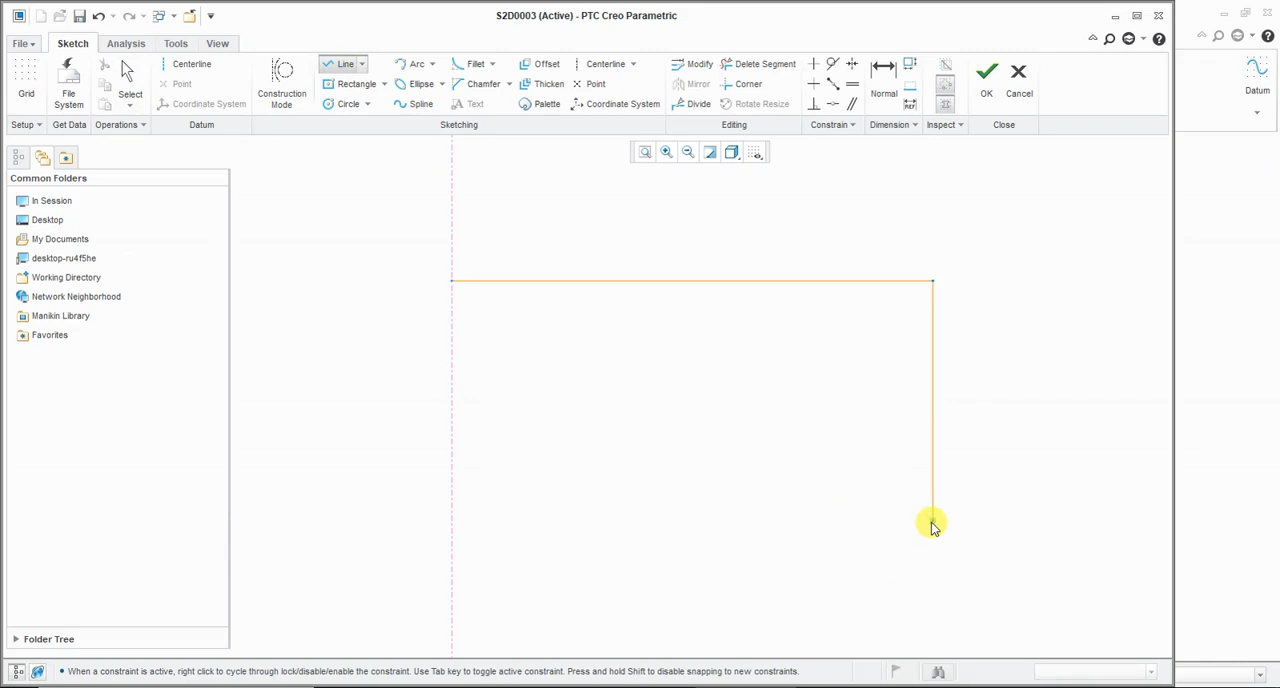 S2D0003 (Active) - PTC Creo Parametric
File Sketch Analysis Tools View
Grid
File System
Select
Centerline
Point
Coordinate System
Construction Mode
Line Arc Fillet Offset Centerline
Rectangle Ellipse Chamfer Thicken Point
Circle Spline Text Palette Coordinate System
Modify Delete Segment
Mirror Corner
Divide Rotate Resize
Normal
REF
OK Cancel
Datum
Setup Get Data Operations Datum Sketching Editing Constrain Dimension Inspect Close
Common Folders
In Session
Desktop
My Documents
desktop-ru4f5he
Working Directory
Network Neighborhood
Manikin Library
Favorites
Folder Tree
• When a constraint is active, right click to cycle through lock/disable/enable the constraint. Use Tab key to toggle active constraint. Press and hold Shift to disable snapping to new constraints.